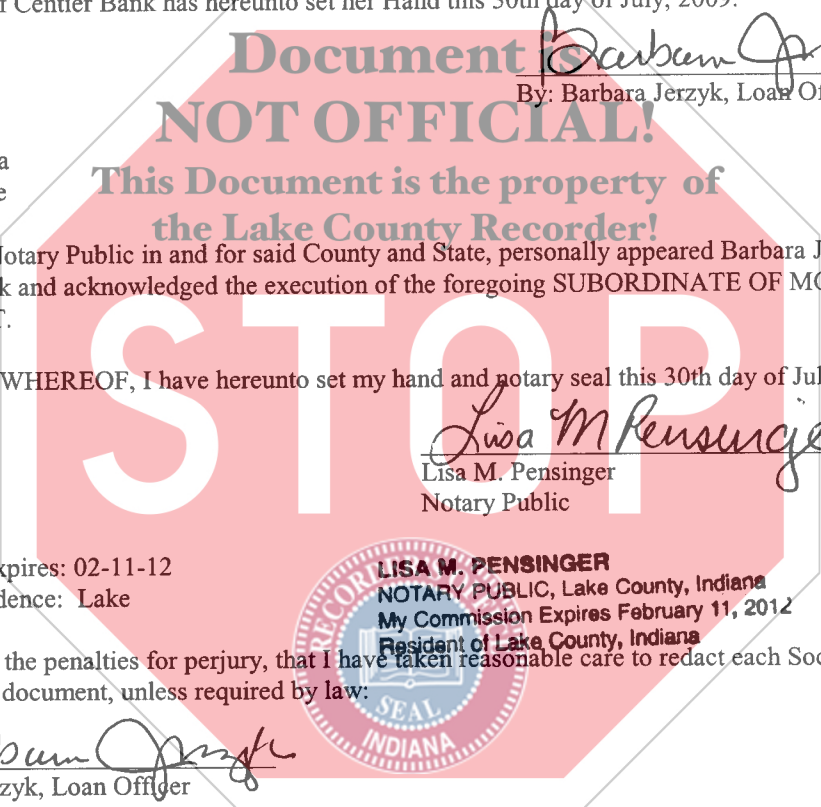 f Centier Bank has hereunto set her Hand this 30th day of July, 2009.
Document is
NOT OFFICIAL!
This Document is the property of
the Lake County Recorder!
STOP
Barbara
By: Barbara Jerzyk, Loan Of
a
e
Notary Public in and for said County and State, personally appeared Barbara J
k and acknowledged the execution of the foregoing SUBORDINATE OF MO
T.
WHEREOF, I have hereunto set my hand and notary seal this 30th day of Jul
Lisa M Pensinge
Lisa M. Pensinger
Notary Public
xpires: 02-11-12
dence: Lake
LISA M. PENSINGER
NOTARY PUBLIC, Lake County, Indiana
My Commission Expires February 11, 2012
Resident of Lake County, Indiana
SEAL
INDIANA
the penalties for perjury, that I have taken reasonable care to redact each Soc
document, unless required by law:
zyk, Loan Officer